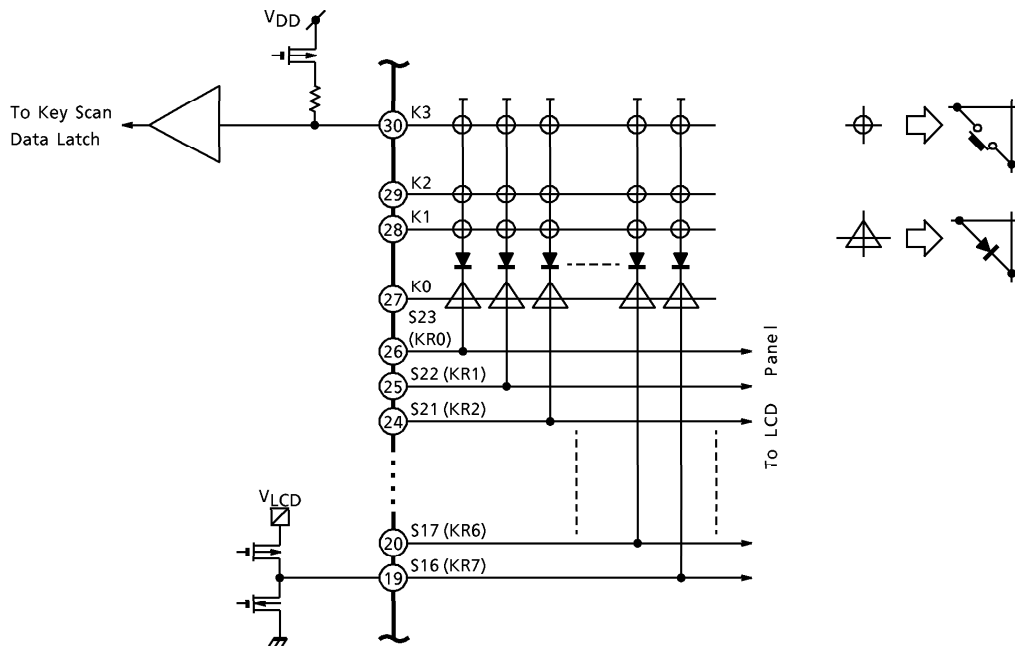 VDD
To Key Scan
Data Latch
30 K3
29 K2
28 K1
27 K0
S23
(KR0)
26
25 S22 (KR1)
24 S21 (KR2)
Panel
To LCD
VLCD
20 S17 (KR6)
19 S16 (KR7)